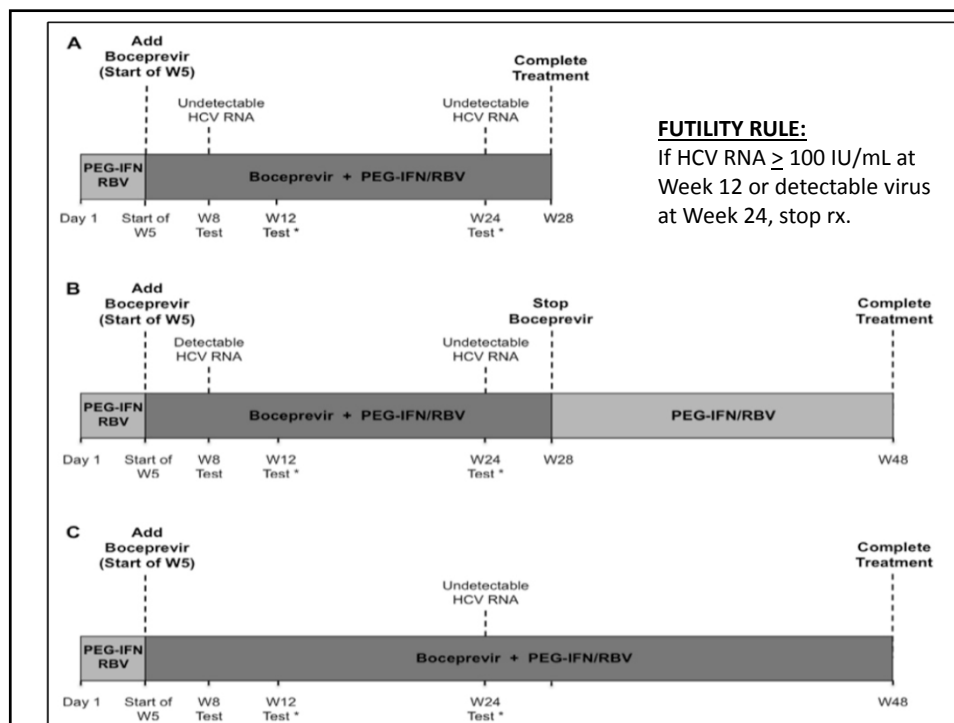 A
Add
Boceprevir
(Start of W5)
Complete
Treatment
Undetectable
HCV RNA
Undetectable
HCV RNA
PEG-IFN
RBV
Boceprevir + PEG-IFN/RBV
Day 1
Start of
W5
W8
Test
W12
Test *
W24
Test *
W28
FUTILITY RULE:
If HCV RNA ≥ 100 IU/mL at
Week 12 or detectable virus
at Week 24, stop rx.
B
Add
Boceprevir
(Start of W5)
Stop
Boceprevir
Complete
Treatment
Detectable
HCV RNA
Undetectable
HCV RNA
PEG-IFN
RBV
Boceprevir + PEG-IFN/RBV
PEG-IFN/RBV
Day 1
Start of
W5
W8
Test
W12
Test *
W24
Test *
W28
W48
C
Add
Boceprevir
(Start of W5)
Complete
Treatment
Undetectable
HCV RNA
PEG-IFN
RBV
Boceprevir + PEG-IFN/RBV
Day 1
Start of
W5
W8
Test
W12
Test *
W24
Test *
W48